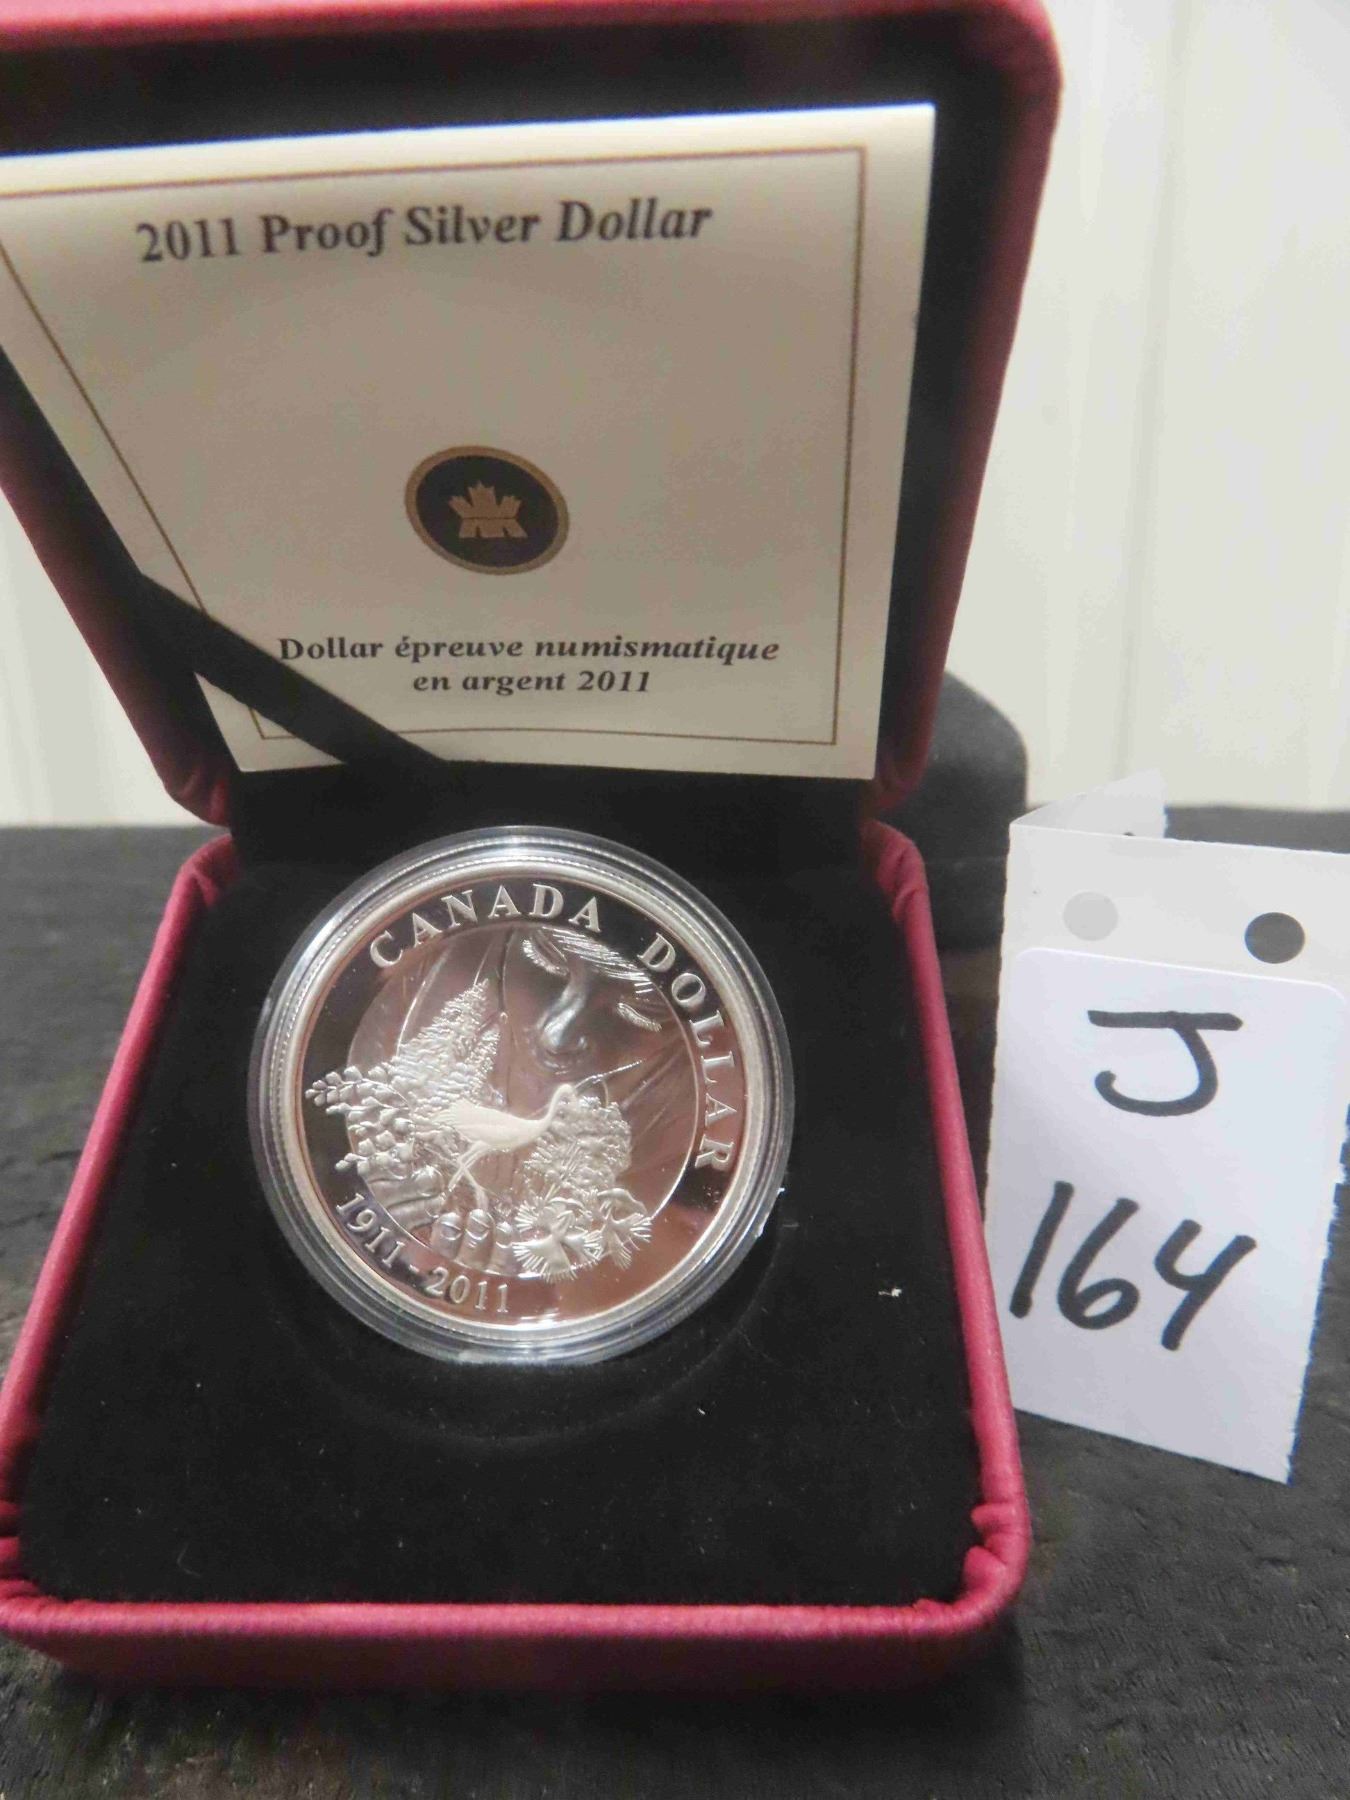 2011 Proof Silver Dollar
Dollar épreuve numismatique
en argent 2011
CANADA DOLLAR
1911-2011
J
164